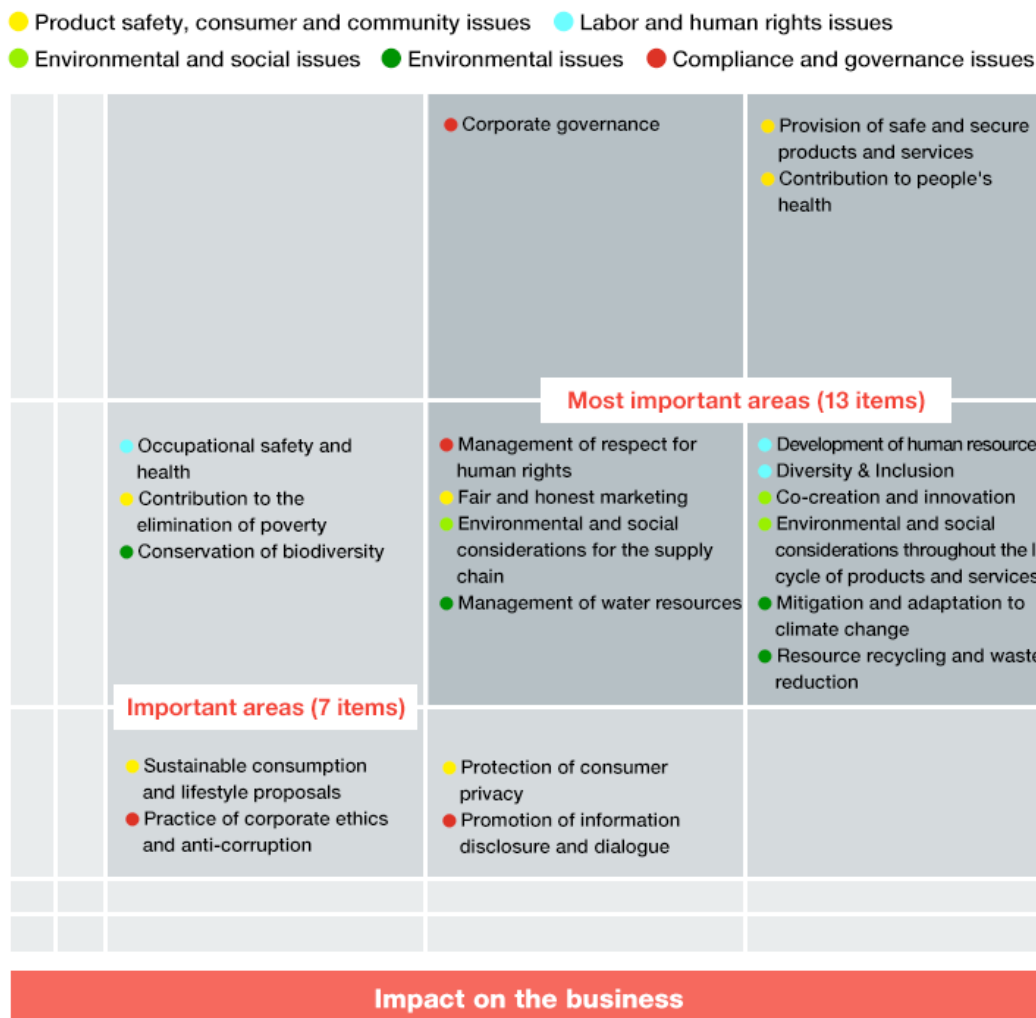 Product safety, consumer and community issues Labor and human rights issues
Environmental and social issues Environmental issues Compliance and governance issues
Corporate governance
Provision of safe and secure
products and services
Contribution to people's
health
Most important areas (13 items)
Occupational safety and
health
Contribution to the
elimination of poverty
Conservation of biodiversity
Management of respect for
human rights
Fair and honest marketing
Environmental and social
considerations for the supply
chain
Management of water resources
Development of human resource
Diversity & Inclusion
Co-creation and innovation
Environmental and social
considerations throughout the
cycle of products and services
Mitigation and adaptation to
climate change
Resource recycling and waste
reduction
Important areas (7 items)
Sustainable consumption
and lifestyle proposals
Practice of corporate ethics
and anti-corruption
Protection of consumer
privacy
Promotion of information
disclosure and dialogue
Impact on the business